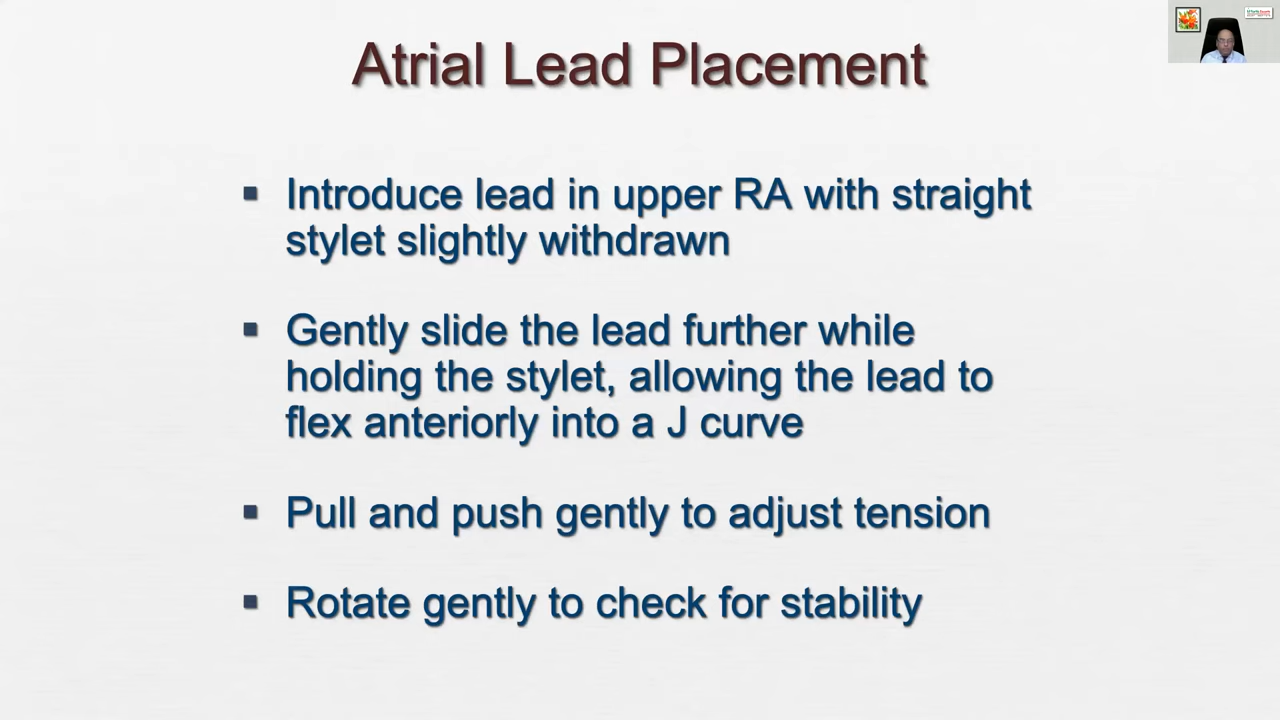 Atrial Lead Placement
▪ Introduce lead in upper RA with straight
stylet slightly withdrawn
▪ Gently slide the lead further while
holding the stylet, allowing the lead to
flex anteriorly into a J curve
▪ Pull and push gently to adjust tension
▪ Rotate gently to check for stability